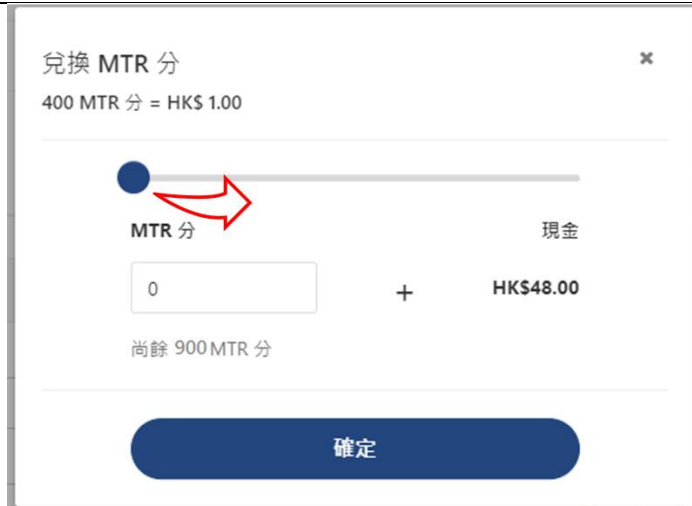 兌換 MTR 分
400 MTR 分 = HK$ 1.00
MTR 分
現金
0
+
HK$48.00
尚餘 900 MTR 分
確定